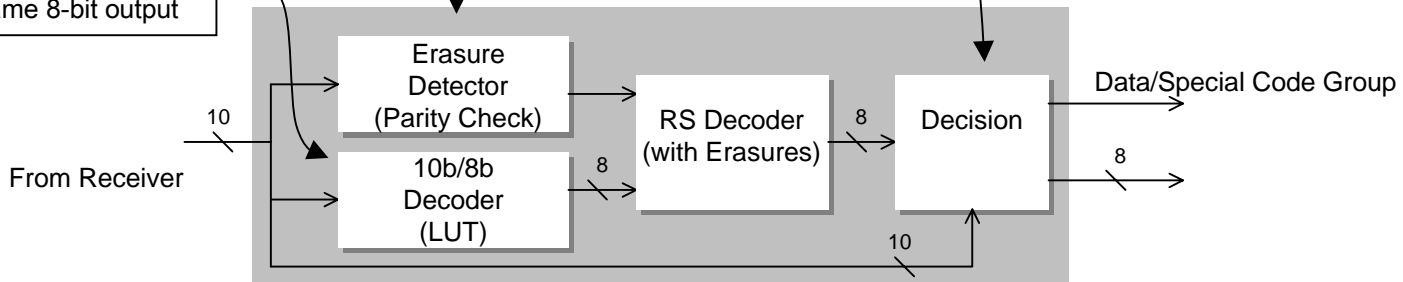 8-bit output
Erasure
Detector
(Parity Check)
10
From Receiver
10b/8b
Decoder
(LUT)
8
RS Decoder
(with Erasures)
8
Decision
Data/Special Code Group
8
10